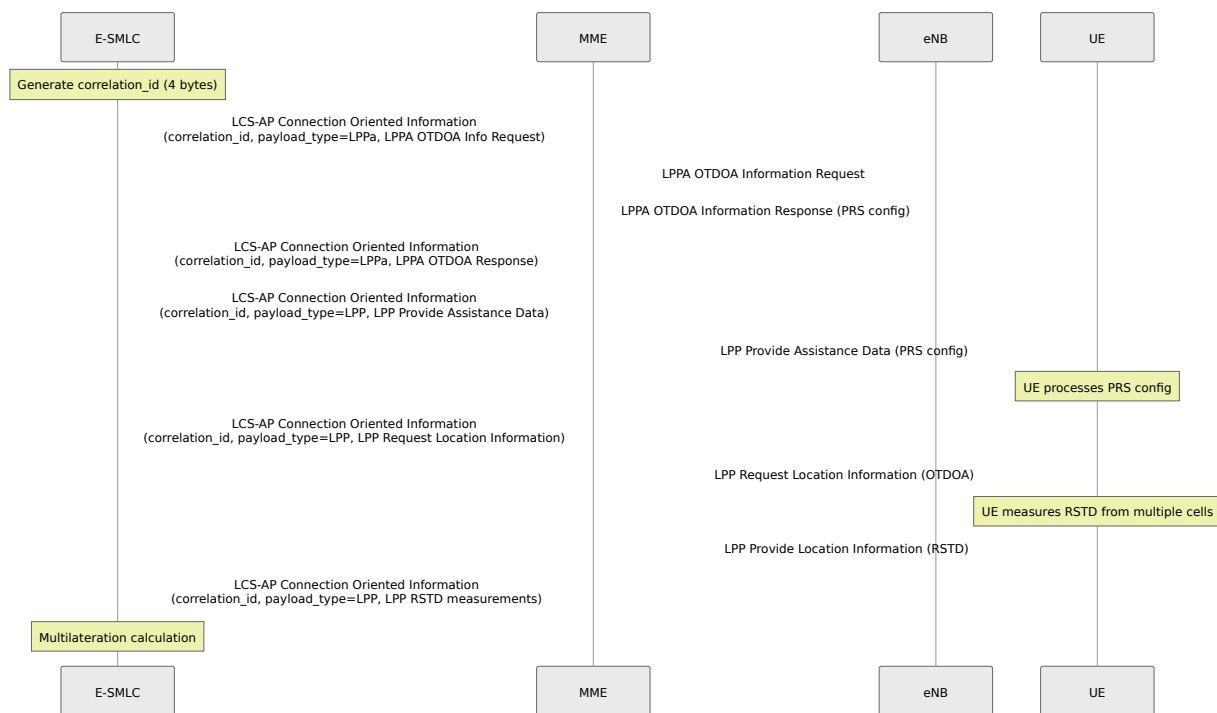 E-SMLC
MME
eNB
UE
Generate correlation_id (4 bytes)
LCS-AP Connection Oriented Information
(correlation_id, payload_type=LPPa, LPPA OTDOA Info Request)
LPPA OTDOA Information Request
LPPA OTDOA Information Response (PRS config)
LCS-AP Connection Oriented Information
(correlation_id, payload_type=LPPa, LPPA OTDOA Response)
LCS-AP Connection Oriented Information
(correlation_id, payload_type=LPP, LPP Provide Assistance Data)
LPP Provide Assistance Data (PRS config)
UE processes PRS config
LCS-AP Connection Oriented Information
(correlation_id, payload_type=LPP, LPP Request Location Information)
LPP Request Location Information (OTDOA)
UE measures RSTD from multiple cells
LPP Provide Location Information (RSTD)
LCS-AP Connection Oriented Information
(correlation_id, payload_type=LPP, LPP RSTD measurements)
Multilateration calculation
E-SMLC
MME
eNB
UE